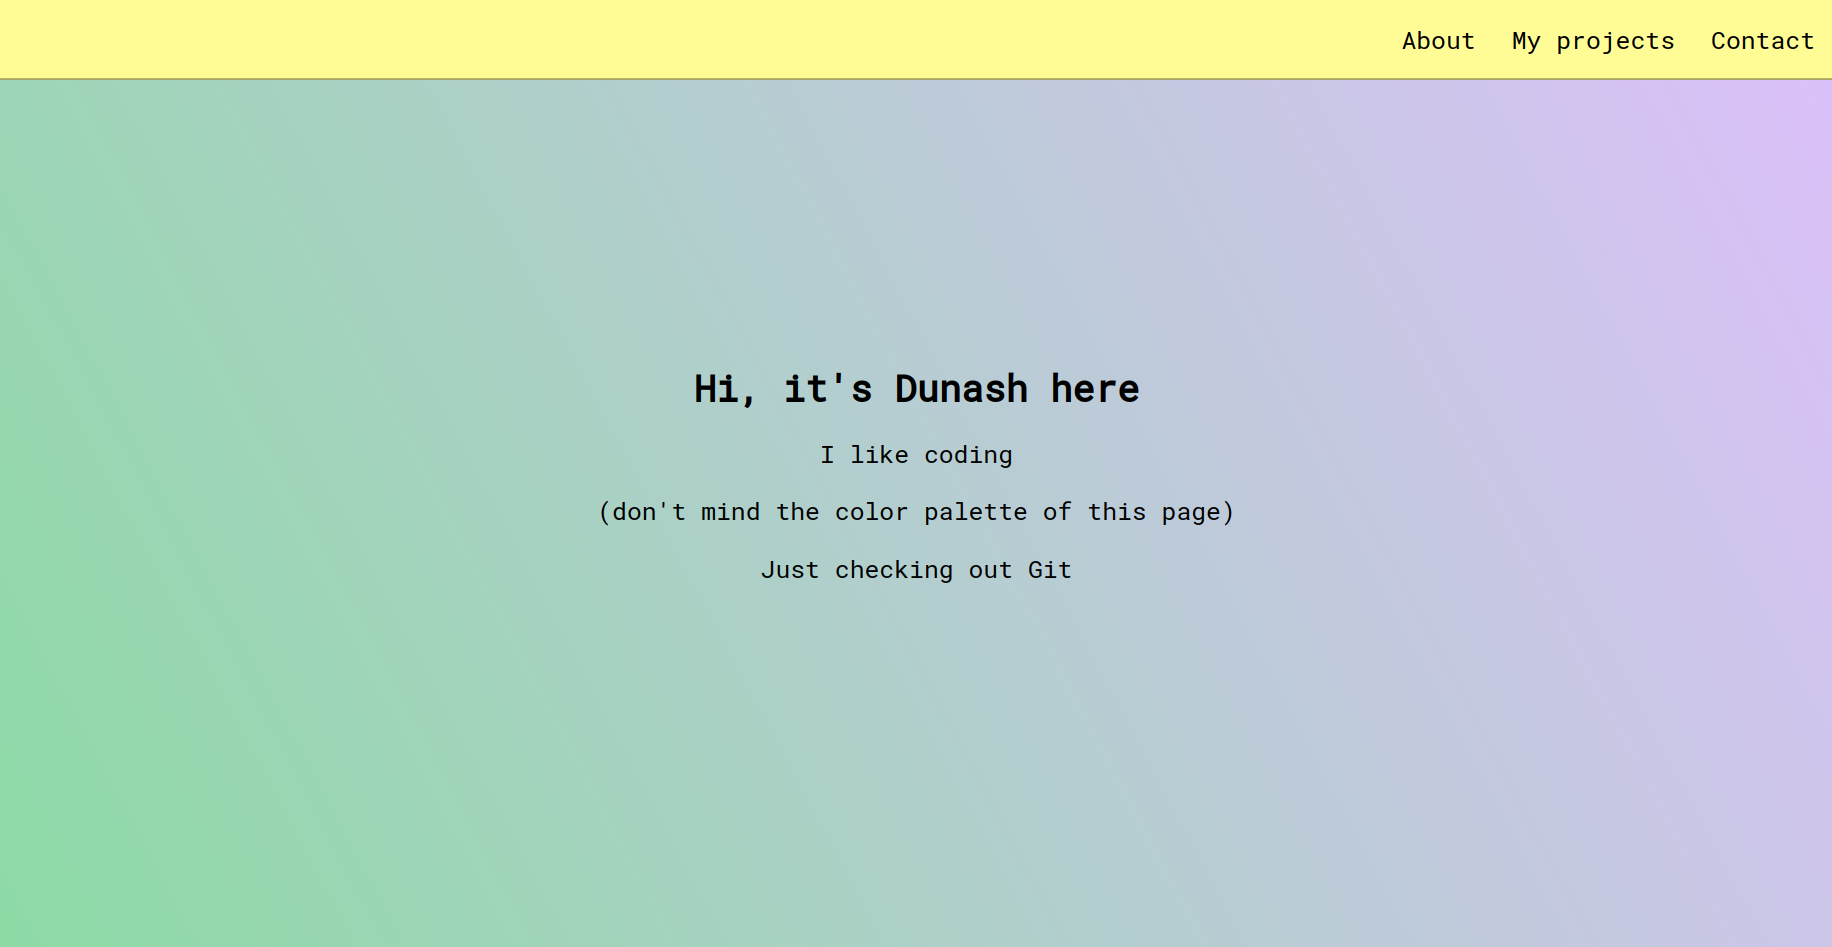 About My projects Contact
Hi, it's Dunash here
I like coding
(don't mind the color palette of this page)
Just checking out Git